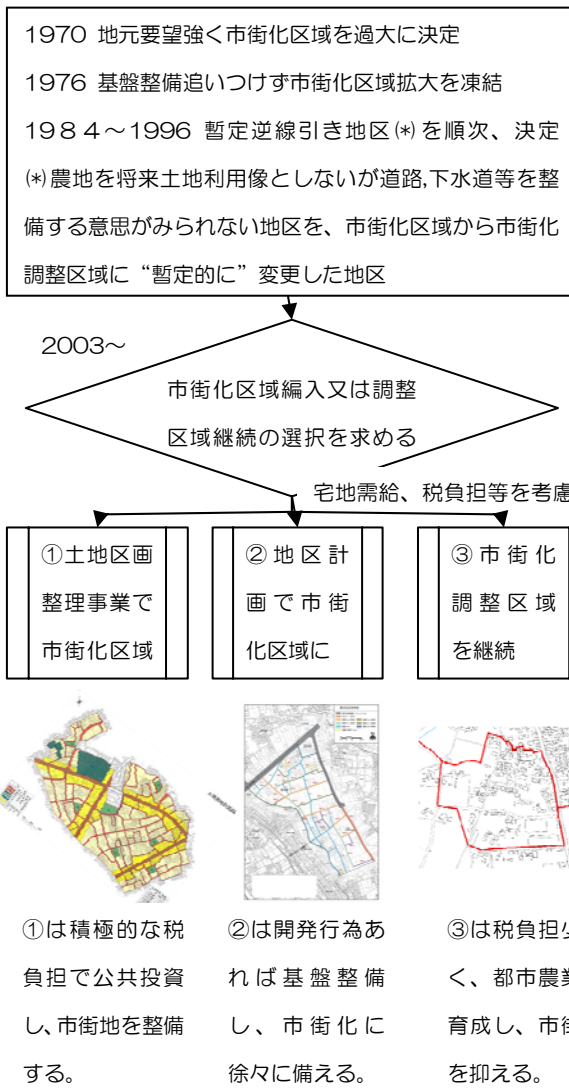 1970 地元要望強く市街化区域を過大に決定
1976 基盤整備追いつけず市街化区域拡大を凍結
1984～1996 暫定逆線引き地区(*)を順次、決定
(*)農地を将来土地利用像としないが道路,下水道等を整
備する意思がみられない地区を、市街化区域から市街化
調整区域に“暫定的に”変更した地区
2003～
市街化区域編入又は調整
区域継続の選択を求める
宅地需給、税負担等を考慮
①土地区画
整理事業で
市街化区域
②地区計
画で市街
化区域に
③市街化
調整区域
を継続
①は積極的な税
負担で公共投資
し、市街地を整備
する。
②は開発行為あ
れば基盤整備
し、市街化に
徐々に備える。
③は税負担少
く、都市農業
育成し、市街
を抑える。